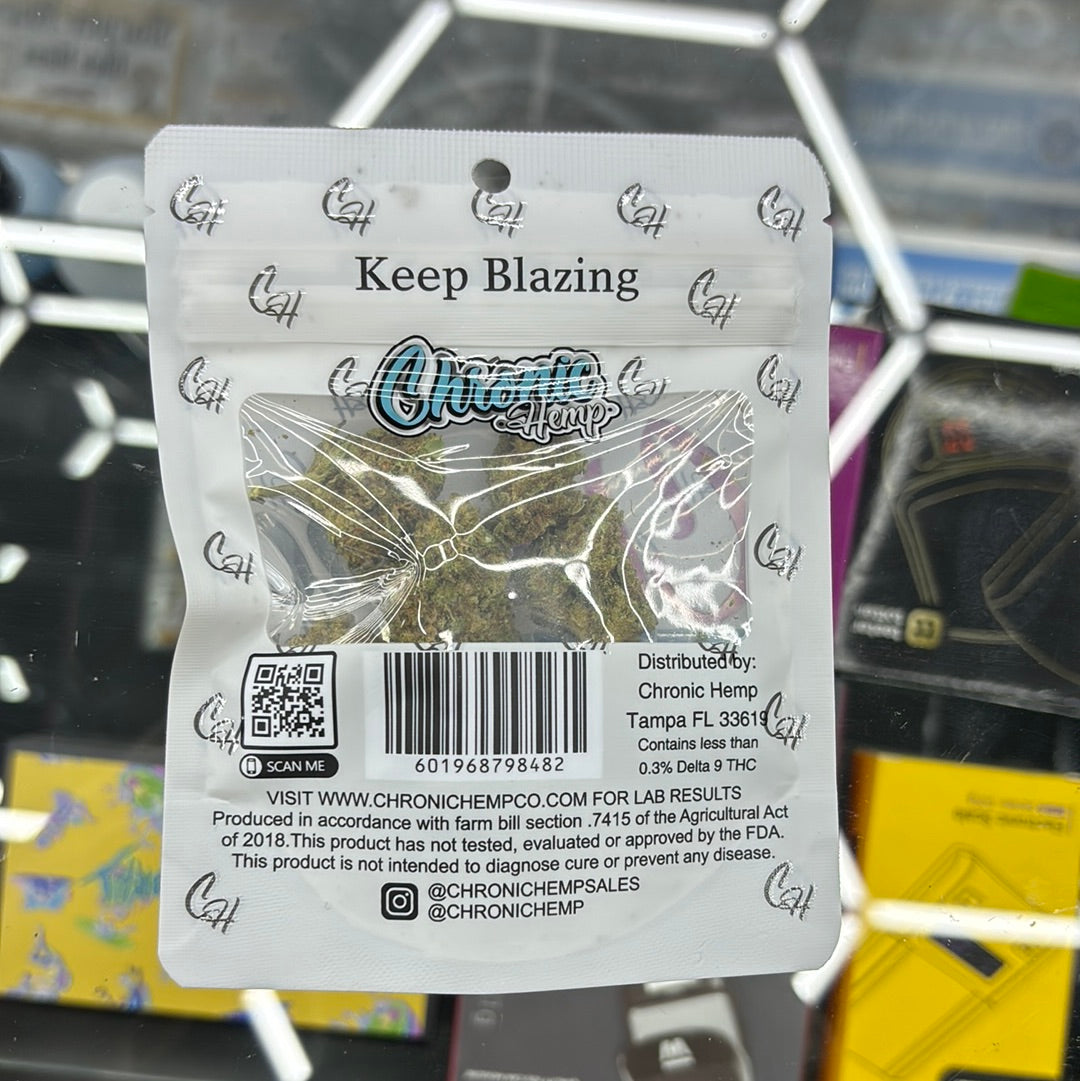 Keep Blazing
Chronic
Hemp
SCAN ME
601968798482
Distributed by:
Chronic Hemp
Tampa FL 33619
Contains less than
0.3% Delta 9 THC
VISIT WWW.CHRONICHEMPCO.COM FOR LAB RESULTS
Produced in accordance with farm bill section .7415 of the Agricultural Act
of 2018.This product has not tested, evaluated or approved by the FDA.
This product is not intended to diagnose cure or prevent any disease.
@CHRONICHEMPSALES
@CHRONICHEMP